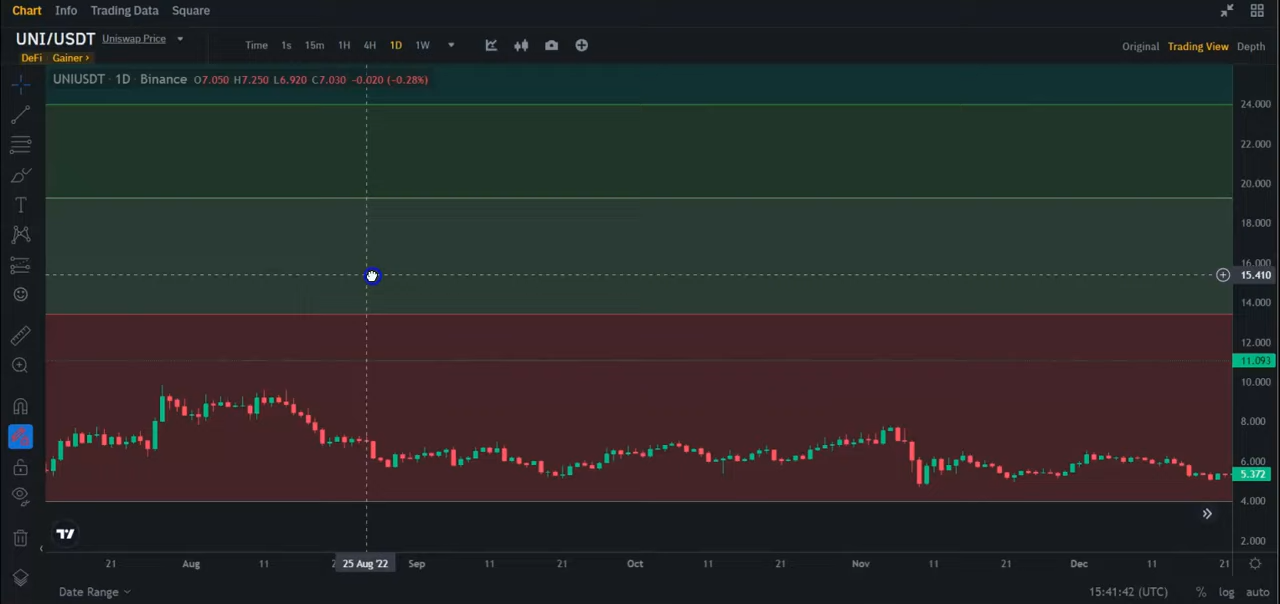 Chart Info Trading Data Square
UNI/USDT Uniswap Price
DeFi Gainer >
Time 1s 15m 1H 4H 1D 1W
Original Trading View Depth
UNIUSDT · 1D · Binance O7.050 H7.250 L6.920 C7.030 -0.020 (-0.28%)
24.000
22.000
20.000
18.000
16.000
15.410
14.000
12.000
11.093
10.000
8.000
6.000
5.372
4.000
2.000
21 Aug 11 2 25 Aug '22 Sep 11 21 Oct 11 21 Nov 11 21 Dec 11 21
Date Range
15:41:42 (UTC) % log auto